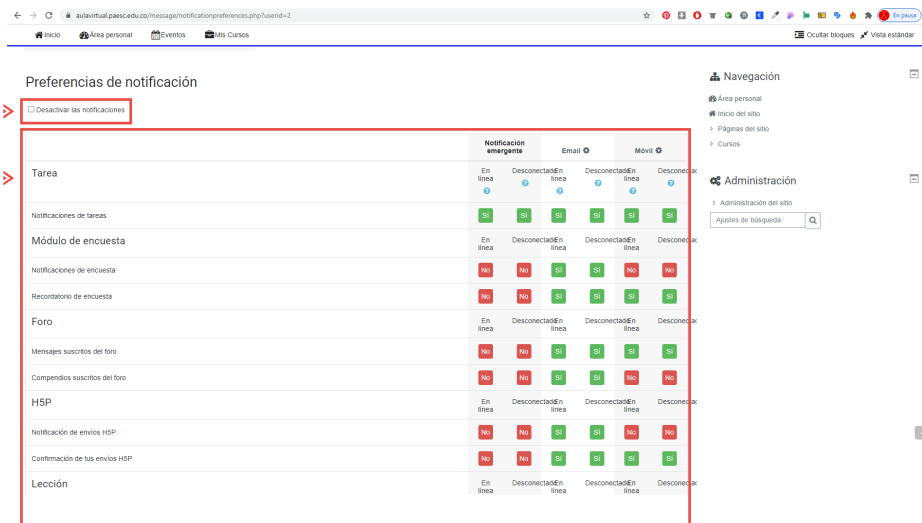 aulavirtual.paesc.edu.co/message/notificationpreferences.php?userid=2
En pausa
Inicio Área personal Eventos Mis Cursos Ocultar bloques Vista estándar
Preferencias de notificación
Desactivar las notificaciones
Notificación emergente Email Móvil
Tarea En línea Desconectado En línea Desconectado En línea Desconectado
Notificaciones de tareas Sí Sí Sí Sí Sí Sí
Módulo de encuesta En línea Desconectado En línea Desconectado En línea Desconectado
Notificaciones de encuesta No No Sí Sí No No
Recordatorio de encuesta No No Sí Sí Sí Sí
Foro En línea Desconectado En línea Desconectado En línea Desconectado
Mensajes suscritos del foro No No Sí Sí Sí Sí
Compendios suscritos del foro No No Sí Sí No No
H5P En línea Desconectado En línea Desconectado En línea Desconectado
Notificación de envíos H5P No No Sí Sí No No
Confirmación de tus envíos H5P No No Sí Sí Sí Sí
Lección En línea Desconectado En línea Desconectado En línea Desconectado
Navegación
Área personal
Inicio del sitio
Páginas del sitio
Cursos
Administración
Administración del sitio
Ajustes de búsqueda